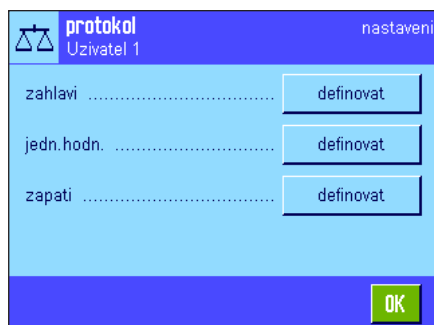 protokol nastaveni
Uzivatel 1
zahlavi ................................ definovat
jedn.hodn. ........................... definovat
zapati ................................. definovat
OK